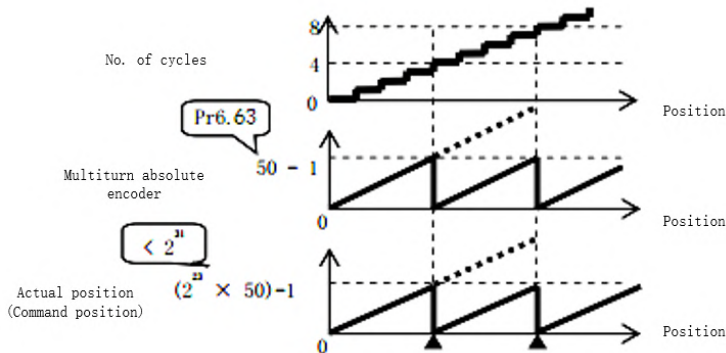 8
No. of cycles
4
0
Position
Pr6.63
50 - 1
Multiturn absolute
encoder
0
Position
< 2^31
(2^23 × 50)-1
Actual position
(Command position)
0
Position